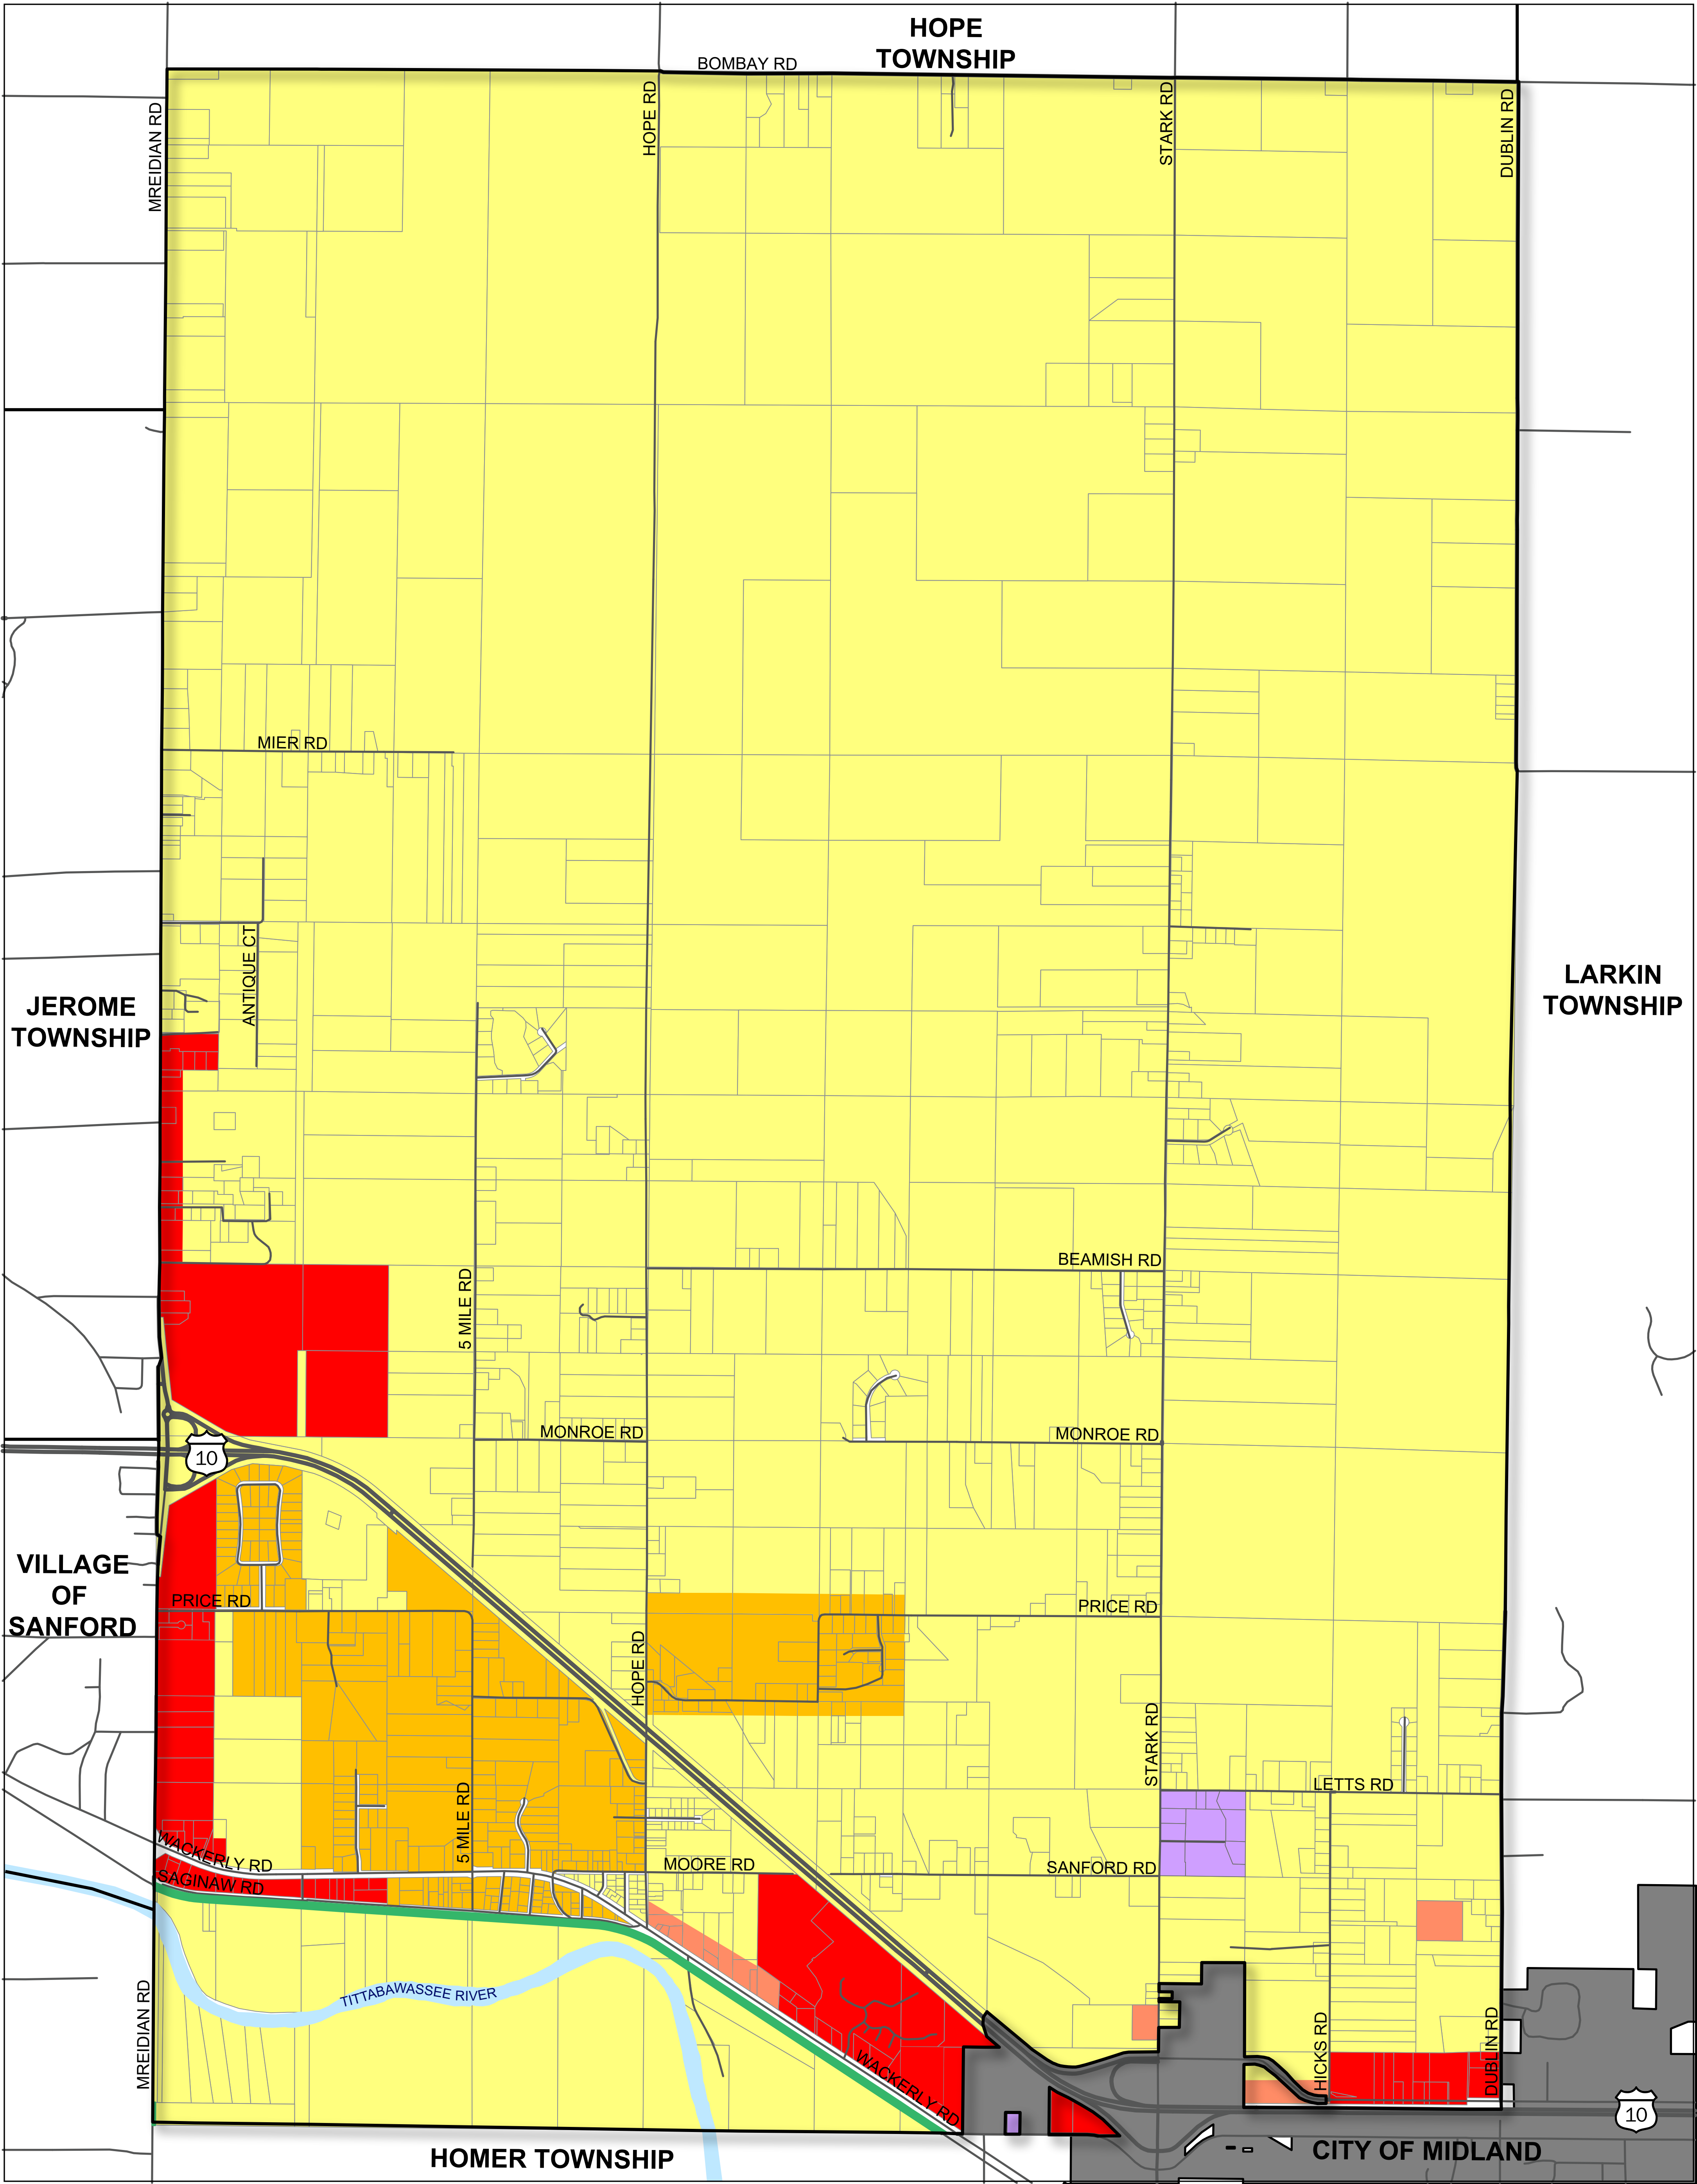 HOPE
TOWNSHIP
BOMBAY RD
MREIDIAN RD
HOPE RD
STARK RD
DUBLIN RD
MIER RD
ANTIQUE CT
JEROME
TOWNSHIP
LARKIN
TOWNSHIP
BEAMISH RD
5 MILE RD
MONROE RD
MONROE RD
10
VILLAGE
OF
SANFORD
PRICE RD
PRICE RD
HOPE RD
STARK RD
LETTS RD
5 MILE RD
WACKERLY RD
MOORE RD
SANFORD RD
SAGINAW RD
TITTABAWASSEE RIVER
MREIDIAN RD
WACKERLY RD
HICKS RD
DUBLIN RD
10
HOMER TOWNSHIP
CITY OF MIDLAND